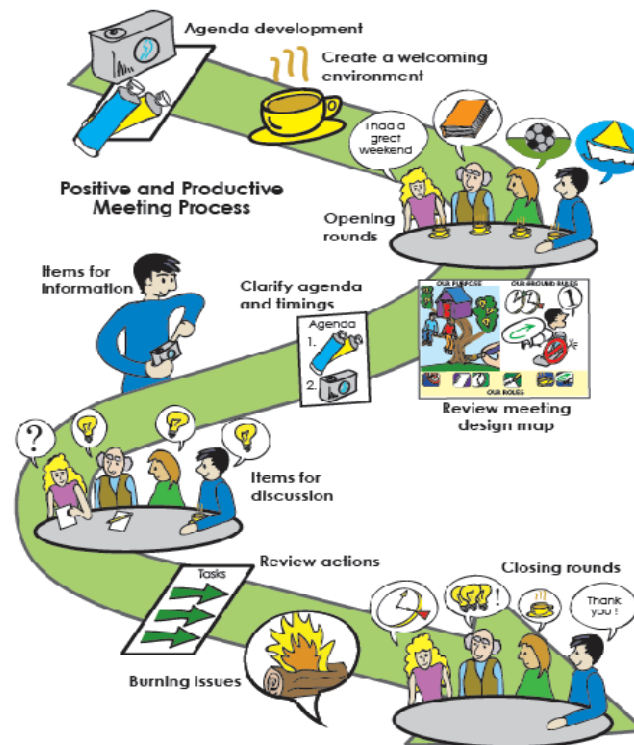 Agenda development
Create a welcoming
environment
I had a
great
weekend
Positive and Productive
Meeting Process
Opening
rounds
Items for
Information
Clarify agenda
and timings
Agenda
1.
2.
OUR PURPOSE
OUR GROUND RULES
OUR ROLES
Review meeting
design map
?
Items for
discussion
Review actions
Tasks
Closing rounds
!
Thank
you !
Burning issues